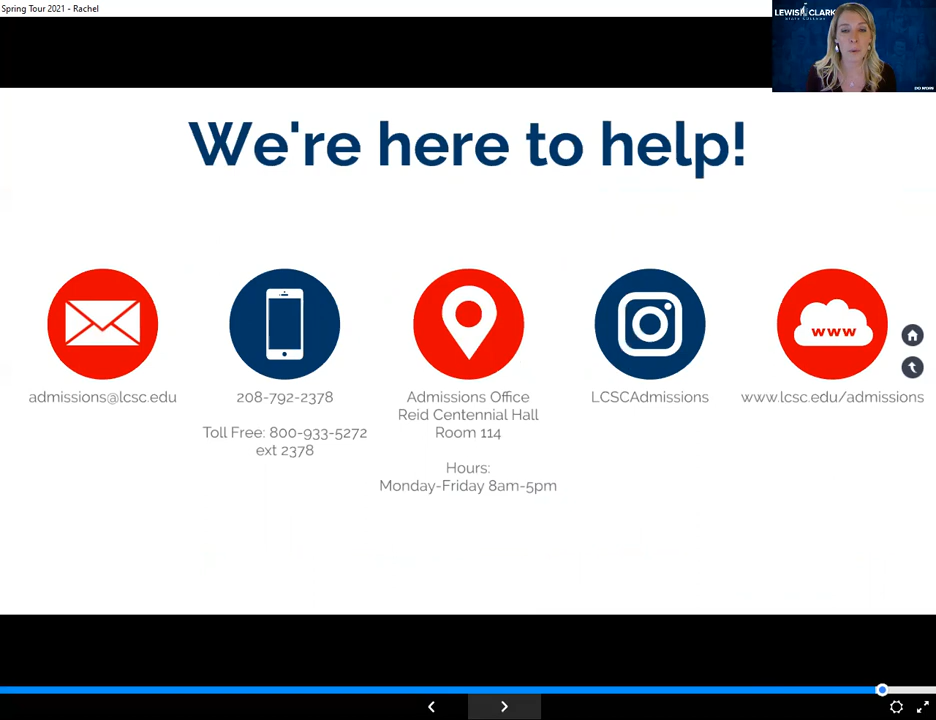 Spring Tour 2021 - Rachel
LEWIS CLARK
STATE COLLEGE
We're here to help!
www
admissions@lcsc.edu
208-792-2378
Toll Free: 800-933-5272
ext 2378
Admissions Office
Reid Centennial Hall
Room 114
Hours:
Monday-Friday 8am-5pm
LCSCAdmissions
www.lcsc.edu/admissions